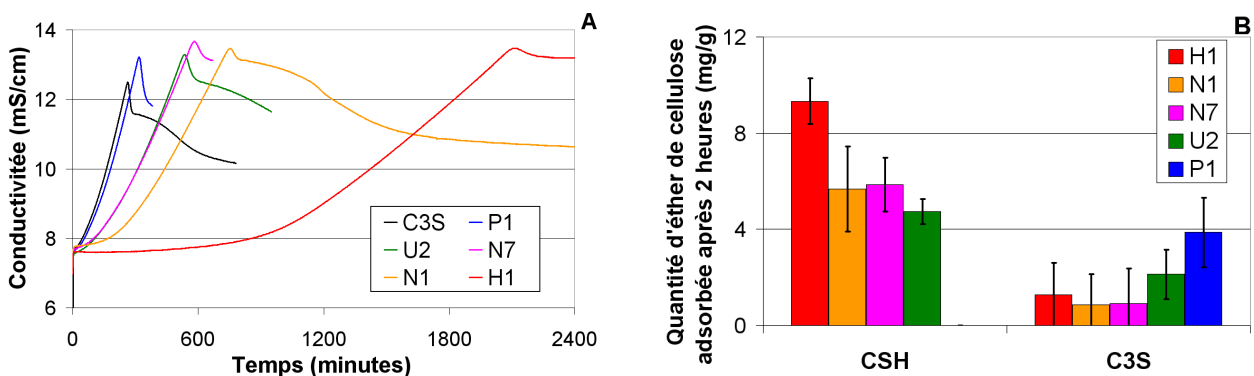 A
Conductivitée (mS/cm)
14
12
10
8
6
C3S
P1
U2
N7
N1
H1
0
600
1200
1800
2400
Temps (minutes)
B
Quantité d'éther de cellulose
adsorbée après 2 heures (mg/g)
12
8
4
0
H1
N1
N7
U2
P1
CSH
C3S